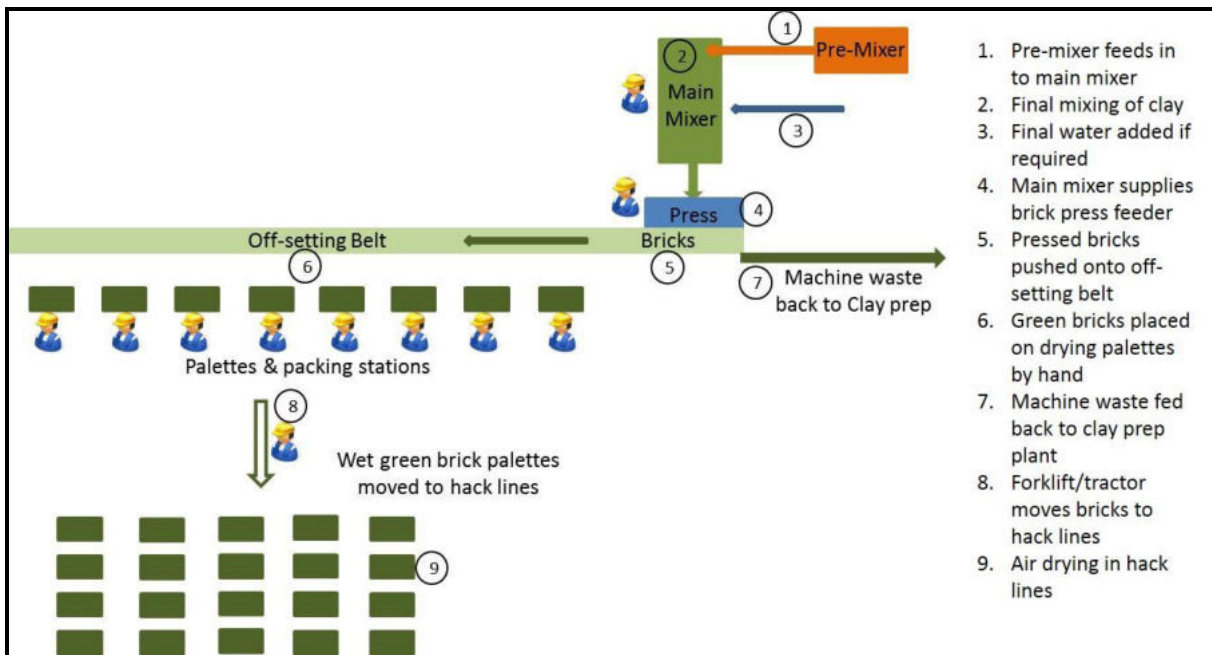 1
Pre-Mixer
2
Main
Mixer
3
Press
4
Off-setting Belt
Bricks
6
5
7
Machine waste
back to Clay prep
Palettes & packing stations
8
Wet green brick palettes
moved to hack lines
9
1. Pre-mixer feeds in
to main mixer
2. Final mixing of clay
3. Final water added if
required
4. Main mixer supplies
brick press feeder
5. Pressed bricks
pushed onto off-
setting belt
6. Green bricks placed
on drying palettes
by hand
7. Machine waste fed
back to clay prep
plant
8. Forklift/tractor
moves bricks to
hack lines
9. Air drying in hack
lines